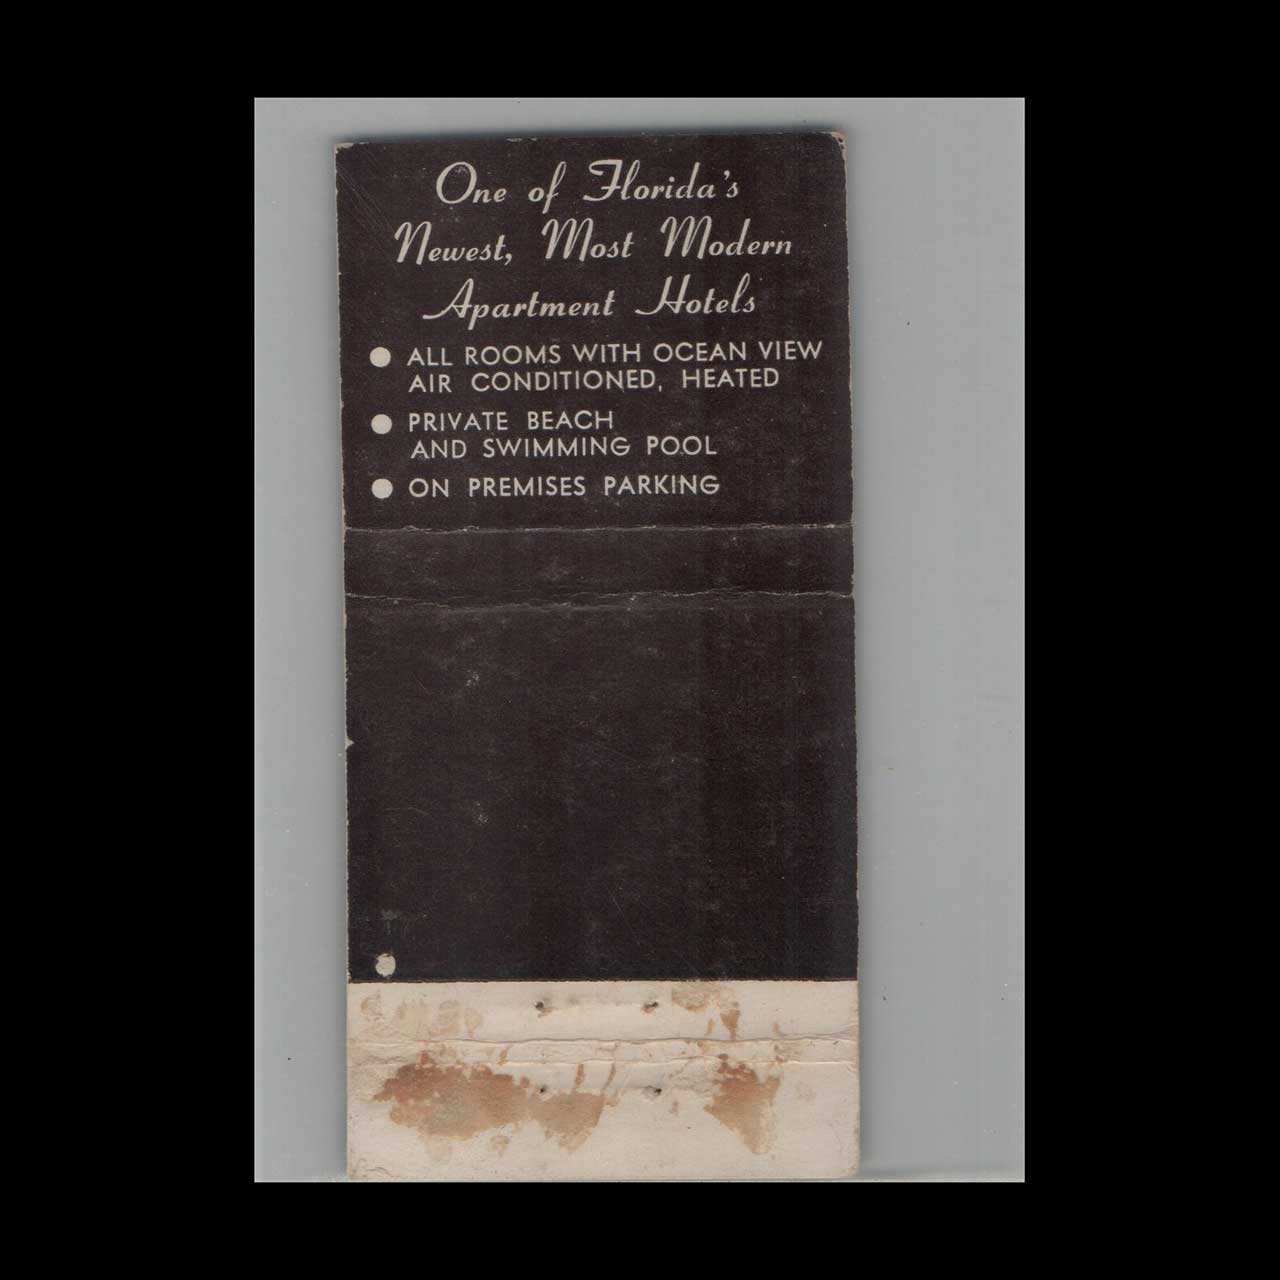 One of Florida's
Newest, Most Modern
Apartment Hotels
● ALL ROOMS WITH OCEAN VIEW
AIR CONDITIONED, HEATED
● PRIVATE BEACH
AND SWIMMING POOL
● ON PREMISES PARKING